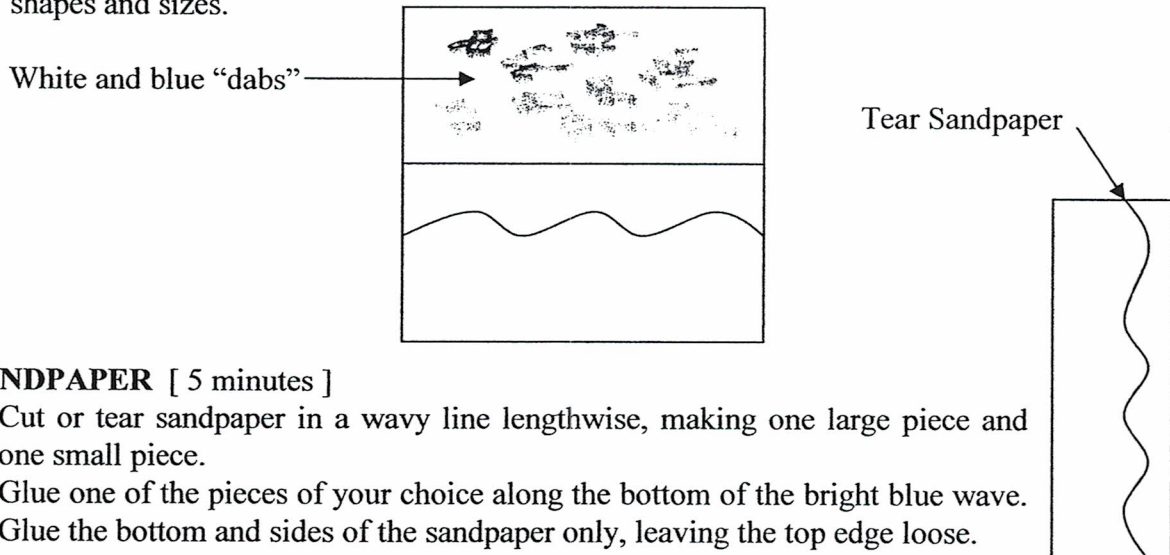 shapes and sizes.
White and blue “dabs”
Tear Sandpaper
NDPAPER [ 5 minutes ]
Cut or tear sandpaper in a wavy line lengthwise, making one large piece and
one small piece.
Glue one of the pieces of your choice along the bottom of the bright blue wave.
Glue the bottom and sides of the sandpaper only, leaving the top edge loose.